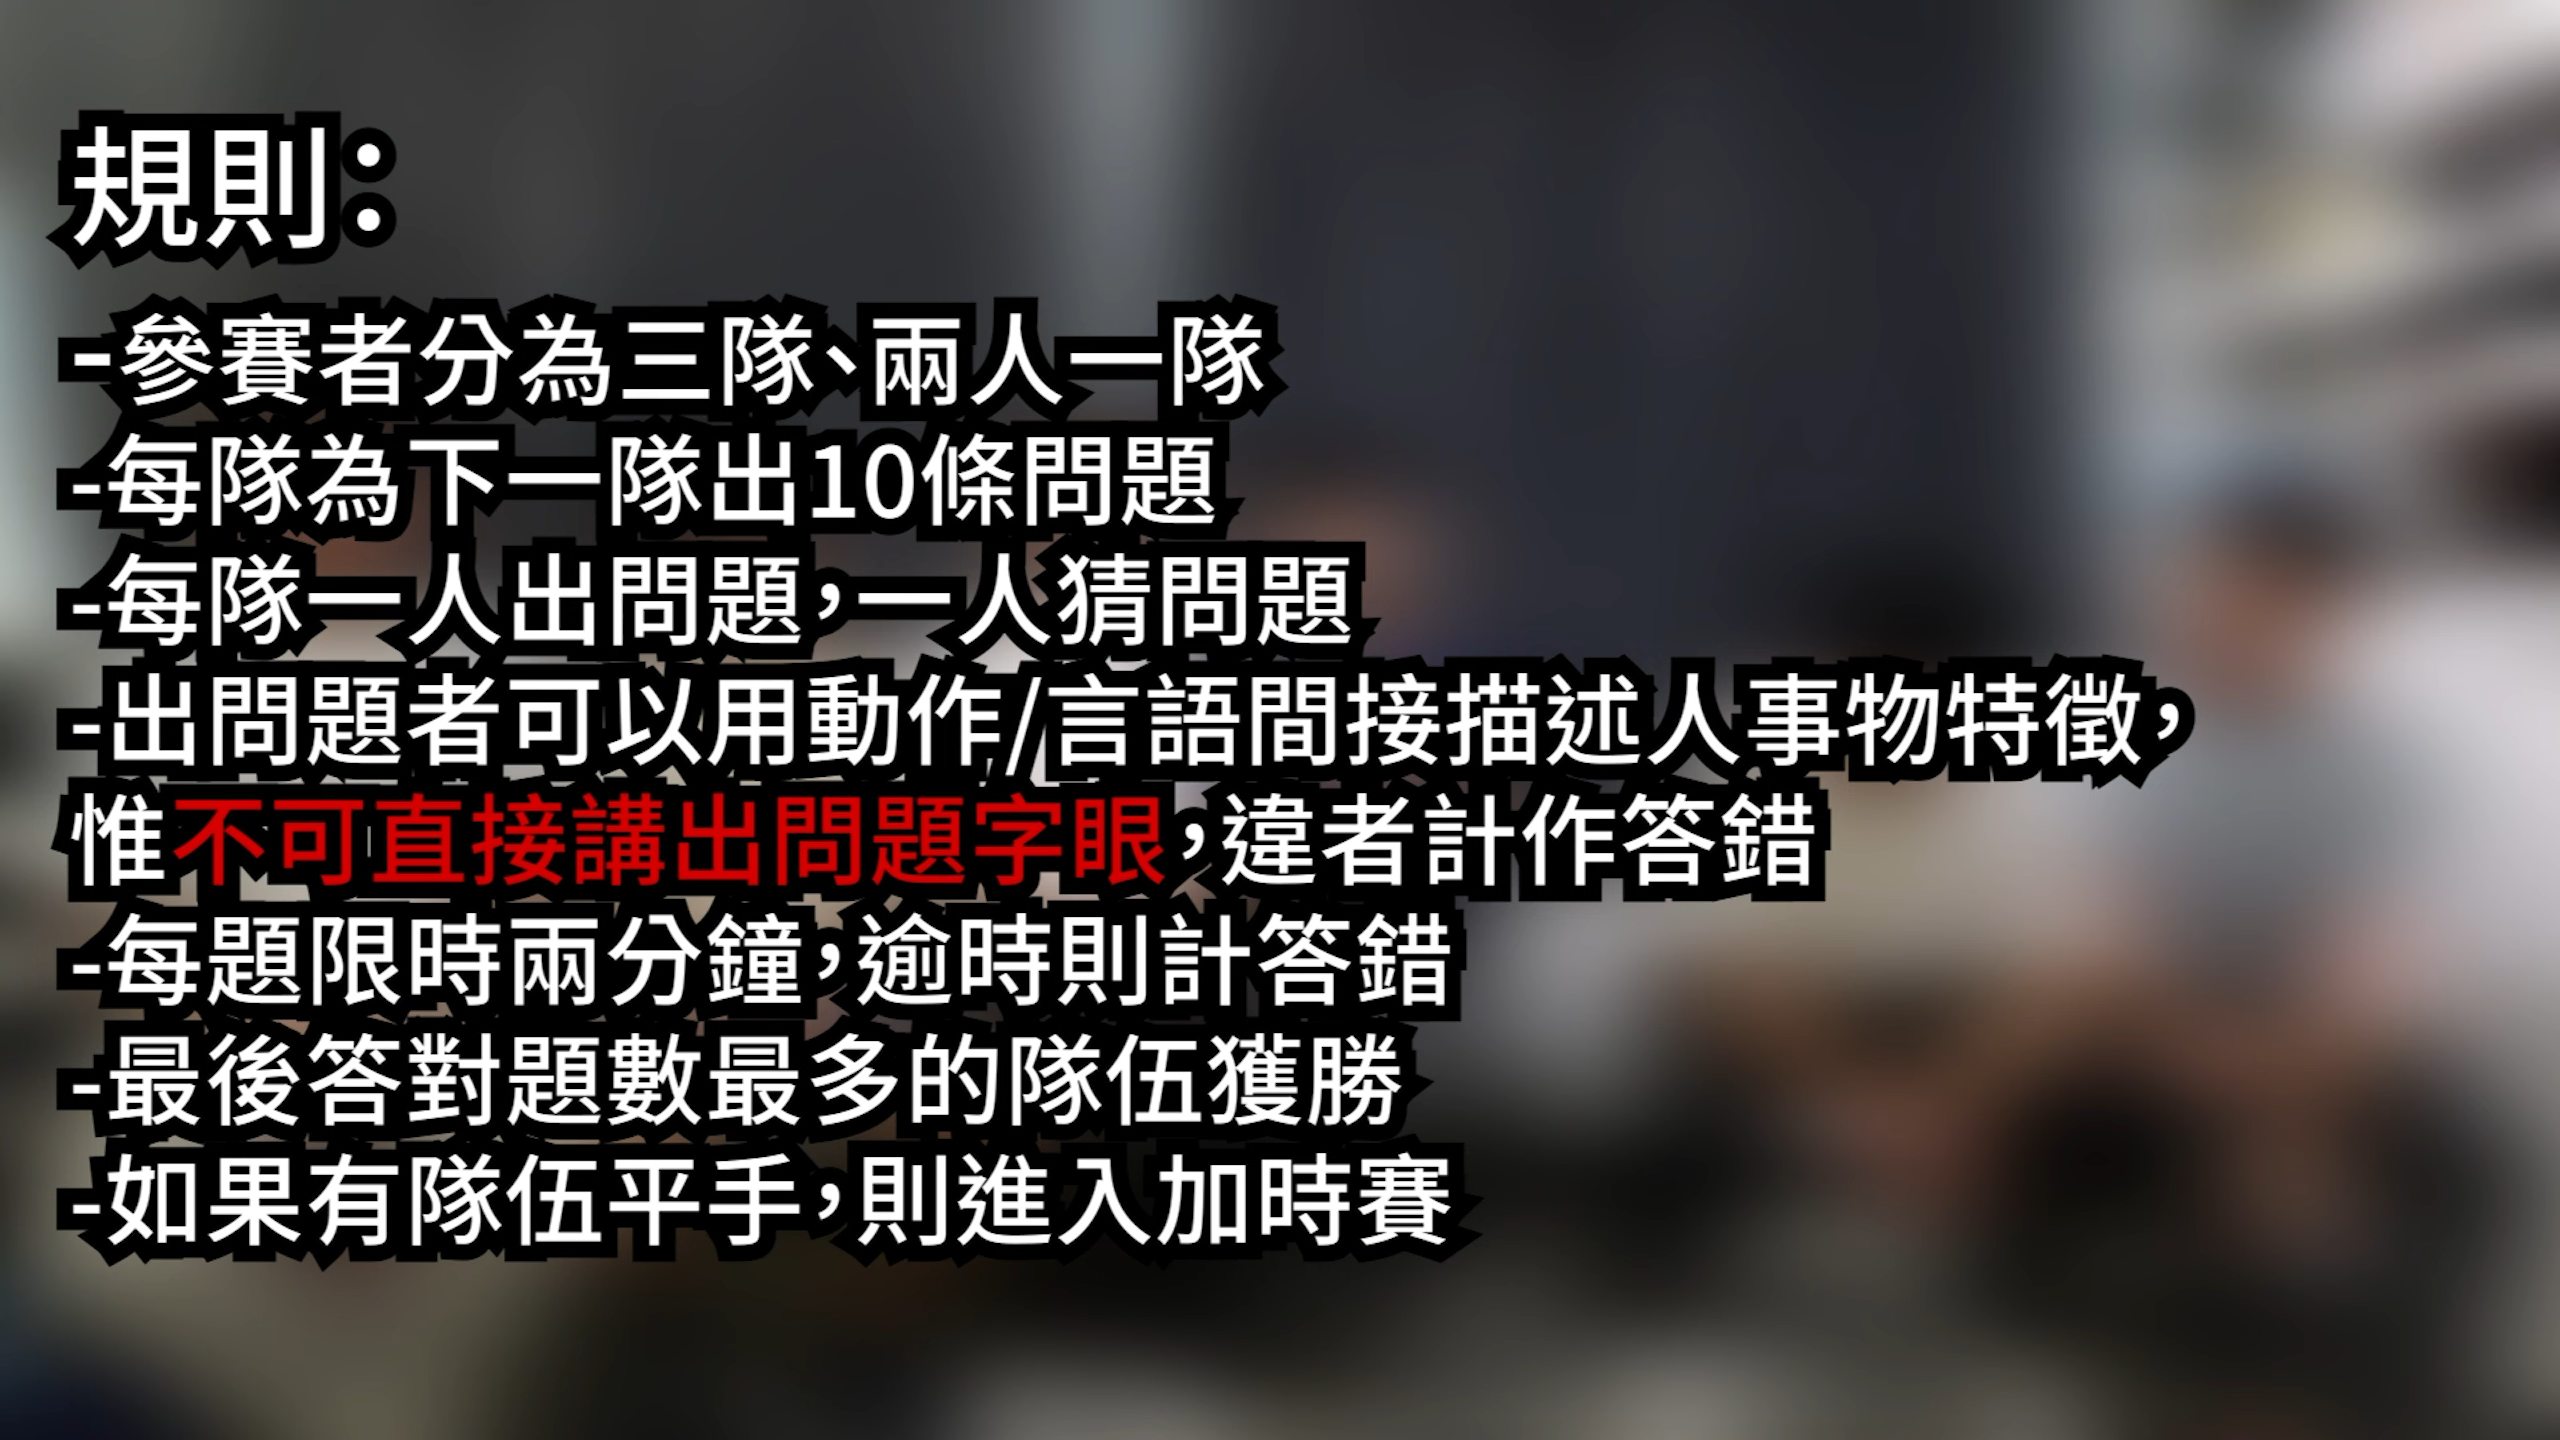 規則：
-參賽者分為三隊、兩人一隊
-每隊為下一隊出10條問題
-每隊一人出問題，一人猜問題
-出問題者可以用動作/言語間接描述人事物特徵，
惟不可直接講出問題字眼，違者計作答錯
-每題限時兩分鐘，逾時則計答錯
-最後答對題數最多的隊伍獲勝
-如果有隊伍平手，則進入加時賽